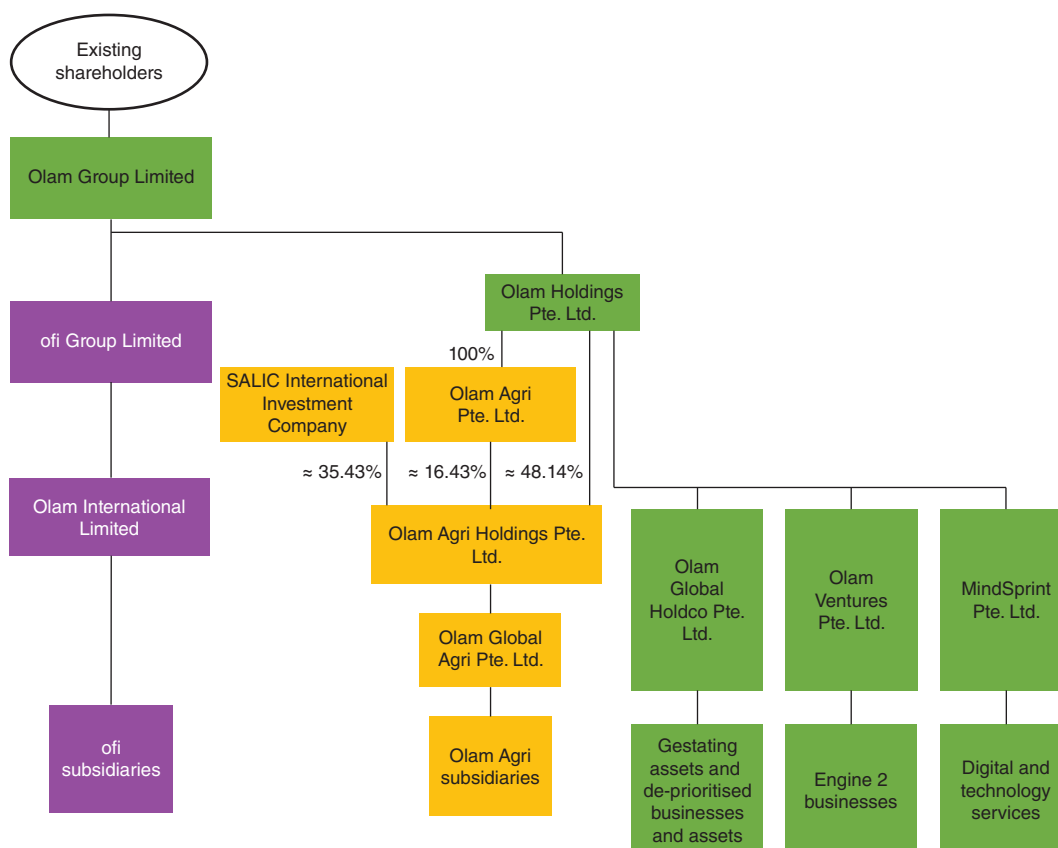 Existing
shareholders
Olam Group Limited
Olam Holdings
Pte. Ltd.
ofi Group Limited
100%
SALIC International
Investment
Company
Olam Agri
Pte. Ltd.
≈ 35.43%
≈ 16.43%
≈ 48.14%
Olam International
Limited
Olam Agri Holdings Pte.
Ltd.
Olam
Global
Holdco Pte.
Ltd.
Olam
Ventures
Pte. Ltd.
MindSprint
Pte. Ltd.
Olam Global
Agri Pte. Ltd.
ofi
subsidiaries
Olam Agri
subsidiaries
Gestating
assets and
de-prioritised
businesses
and assets
Engine 2
businesses
Digital and
technology
services